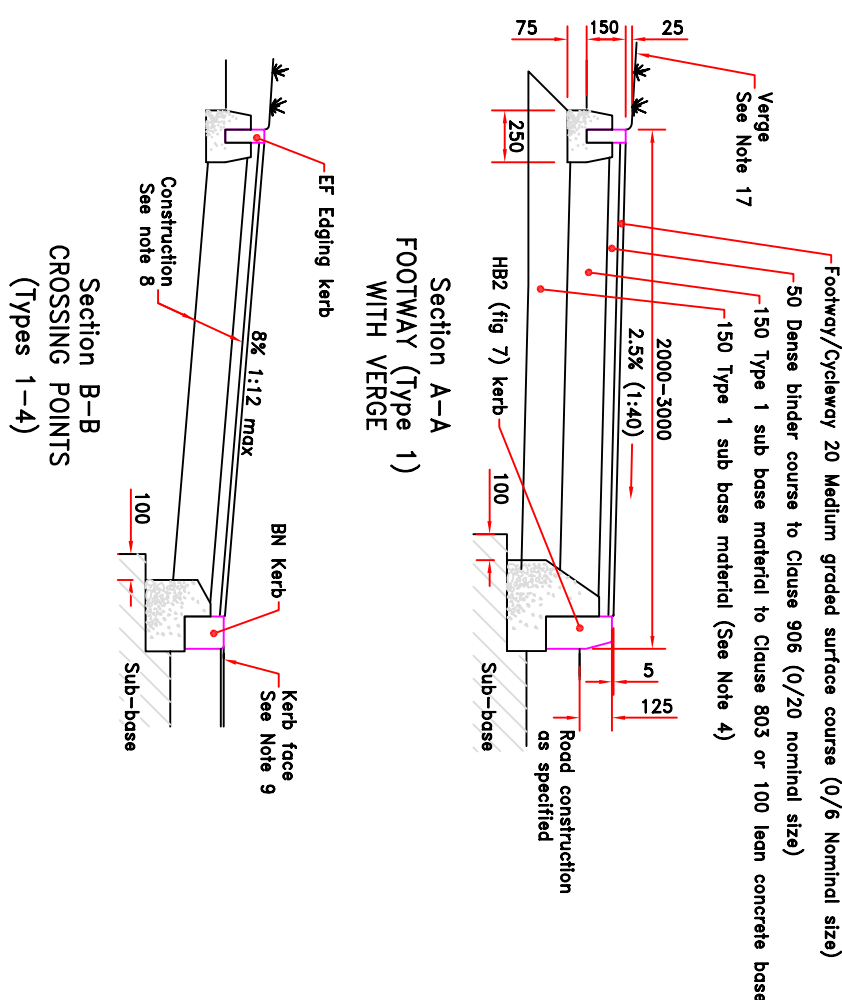 Footway/Cycleway 20 Medium graded surface course (0/6 Nominal size)
50 Dense binder course to Clause 906 (0/20 nominal size)
150 Type 1 sub base material to Clause 803 or 100 lean concrete base
150 Type 1 sub base material (See Note 4)
Verge
See Note 17
25
150
75
2000-3000
2.5% (1:40)
250
HB2 (fig 7) kerb
100
5
125
Road construction
as specified
Sub-base
Section A-A
FOOTWAY (Type 1)
WITH VERGE
EF Edging kerb
8% 1:12 max
BN Kerb
Kerb face
See Note 9
Construction
See note 8
100
Sub-base
Section B-B
CROSSING POINTS
(Types 1-4)